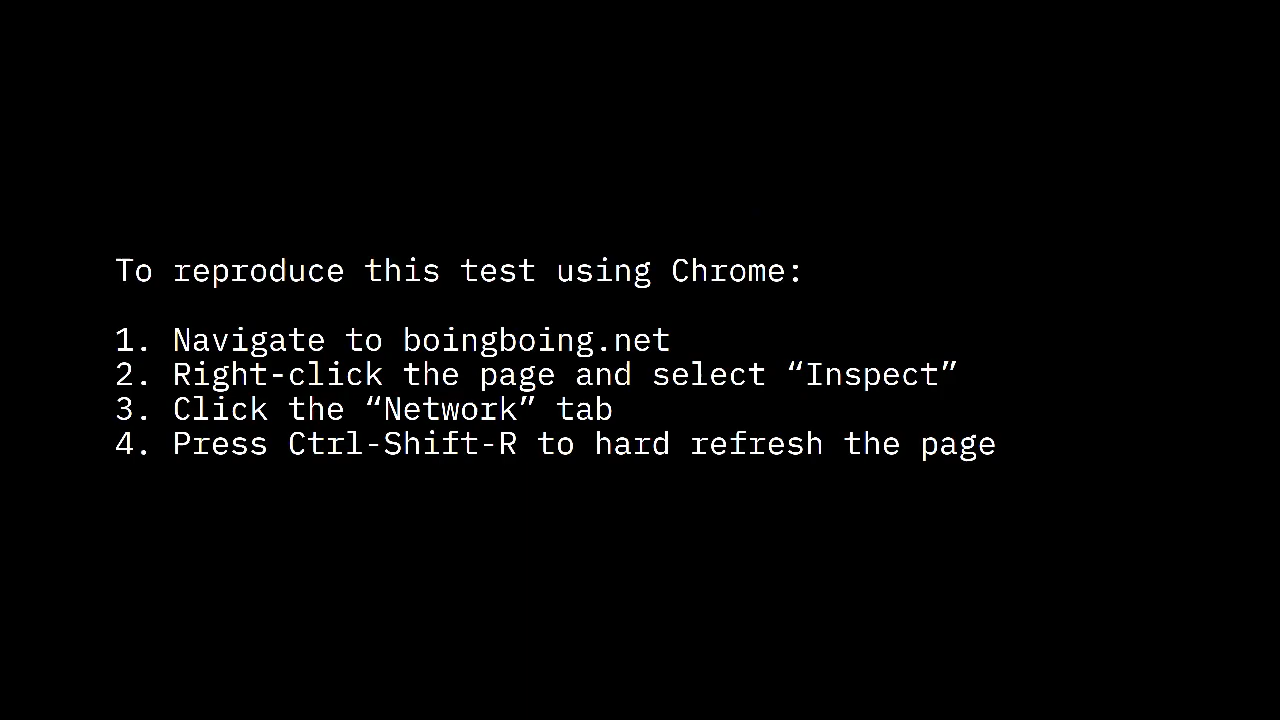 To reproduce this test using Chrome:
1. Navigate to boingboing.net
2. Right-click the page and select “Inspect”
3. Click the “Network” tab
4. Press Ctrl-Shift-R to hard refresh the page